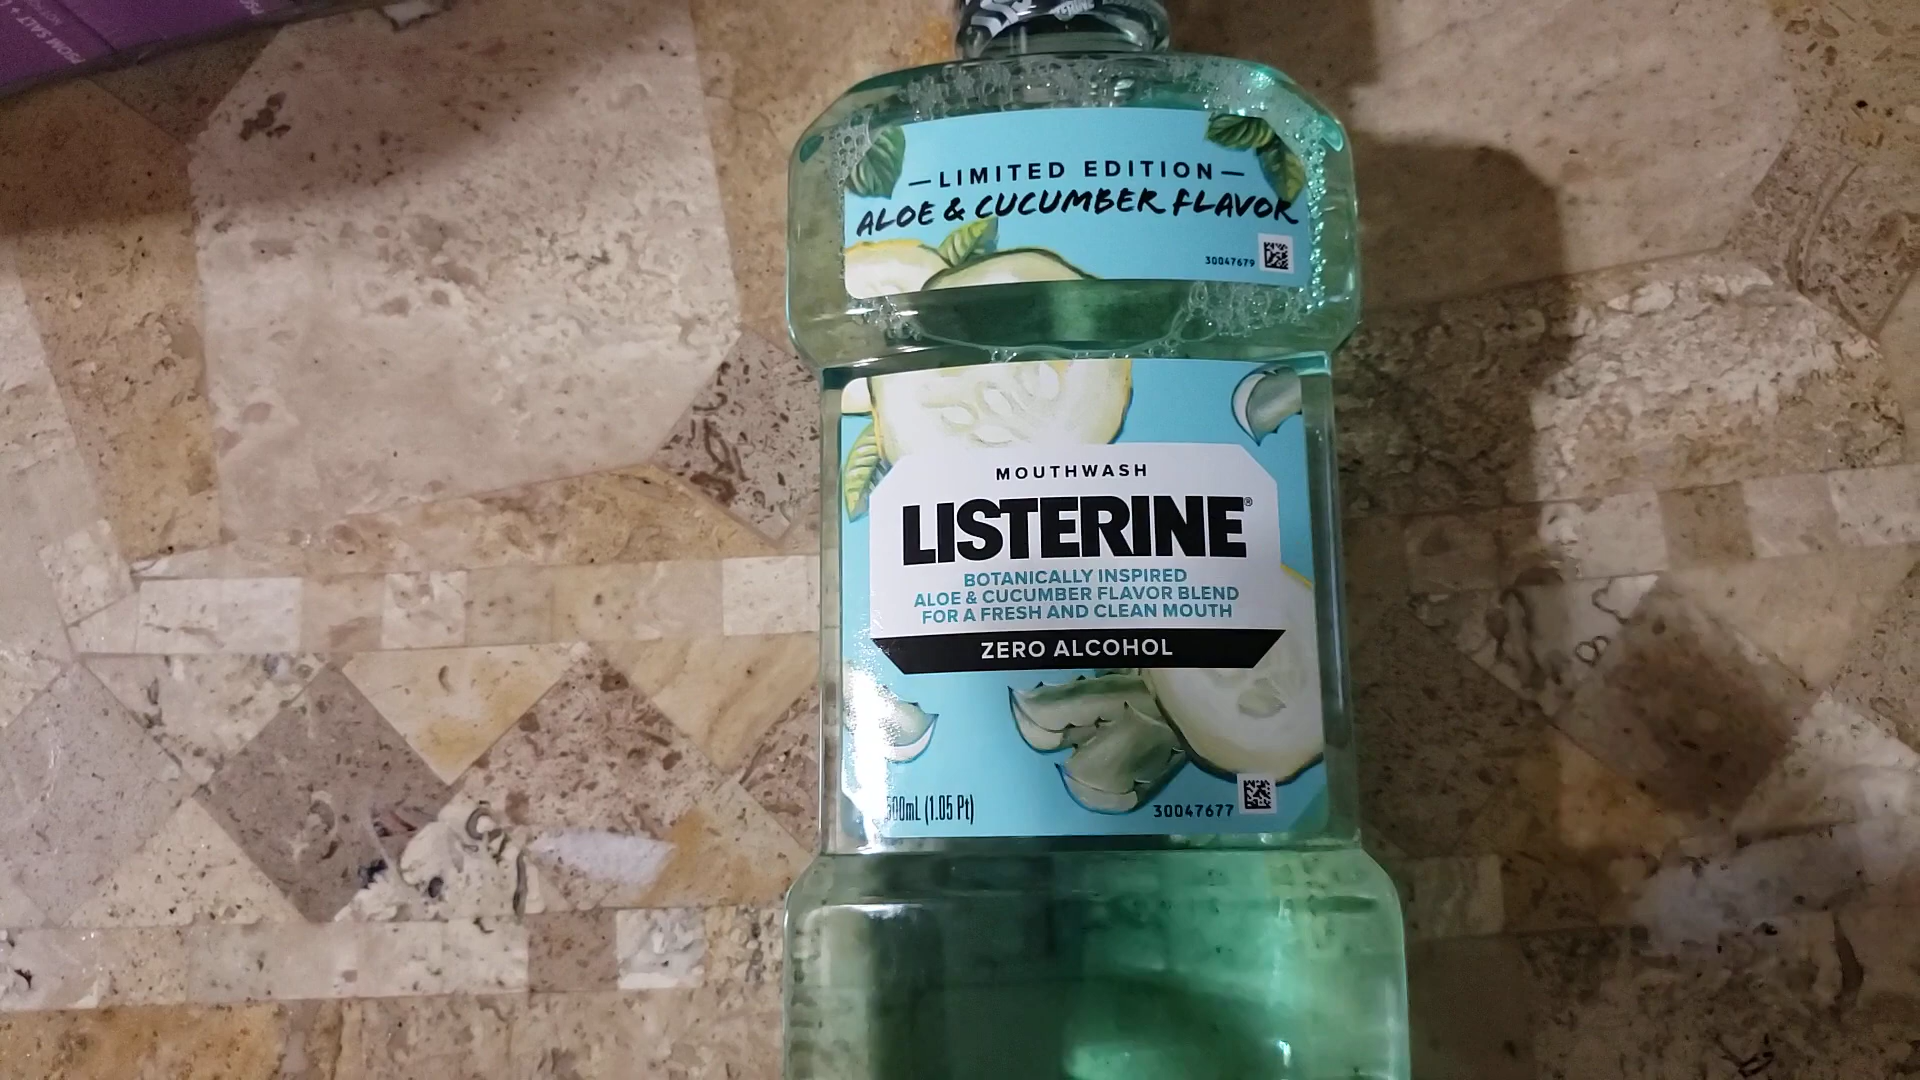 —LIMITED EDITION—
ALOE & CUCUMBER FLAVOR
30047679
MOUTHWASH
LISTERINE®
BOTANICALLY INSPIRED
ALOE & CUCUMBER FLAVOR BLEND
FOR A FRESH AND CLEAN MOUTH
ZERO ALCOHOL
500mL (1.05 Pt)
30047677